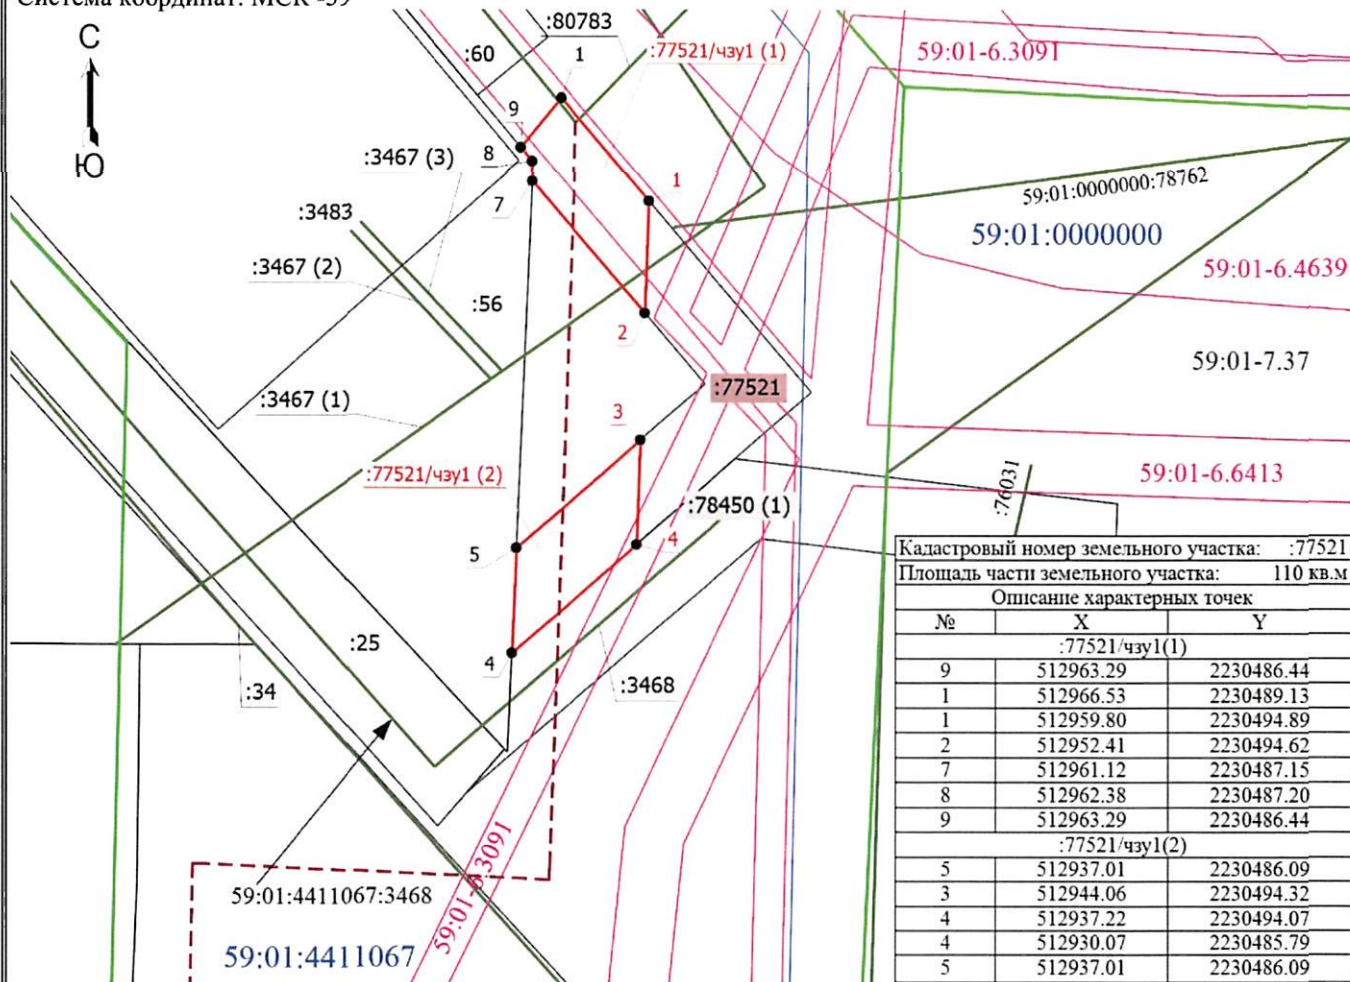 Система координат: МСК -59
С
Ю
:80783
:60
1
:77521/чзу1 (1)
59:01-6.3091
9
8
:3467 (3)
7
1
59:01:0000000:78762
:3483
59:01:0000000
:3467 (2)
59:01-6.4639
:56
2
59:01-7.37
:77521
:3467 (1)
3
:77521/чзу1 (2)
59:01-6.6413
:76031
:78450 (1)
5
4
:25
4
:34
:3468
59:01-6.3091
59:01:4411067:3468
59:01:4411067
Кадастровый номер земельного участка: :77521
Площадь части земельного участка: 110 кв.м
Описание характерных точек
№ X Y
:77521/чзу1(1)
9 512963.29 2230486.44
1 512966.53 2230489.13
1 512959.80 2230494.89
2 512952.41 2230494.62
7 512961.12 2230487.15
8 512962.38 2230487.20
9 512963.29 2230486.44
:77521/чзу1(2)
5 512937.01 2230486.09
3 512944.06 2230494.32
4 512937.22 2230494.07
4 512930.07 2230485.79
5 512937.01 2230486.09